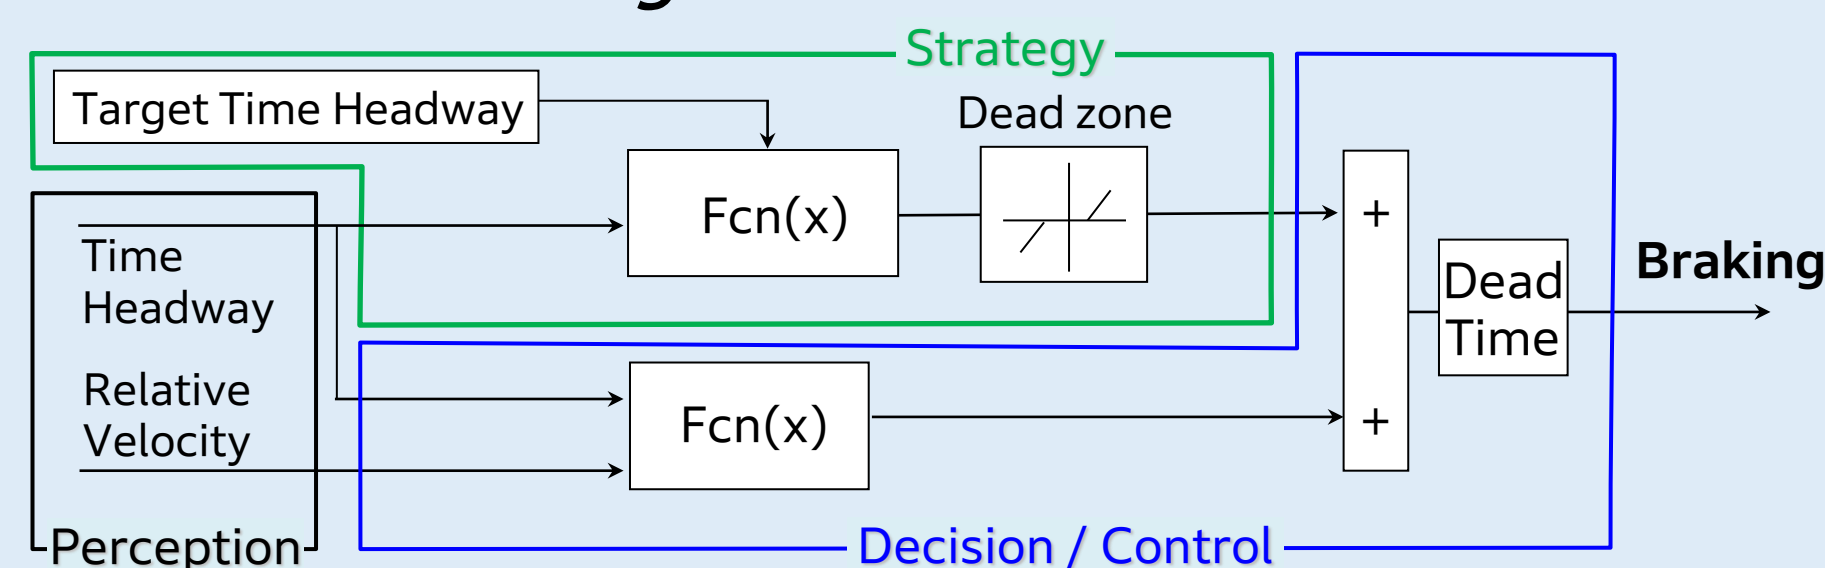 Strategy
Target Time Headway
Dead zone
Fcn(x)
+
Time
Headway
Braking
Dead
Time
Relative
Velocity
Fcn(x)
+
Perception
Decision / Control